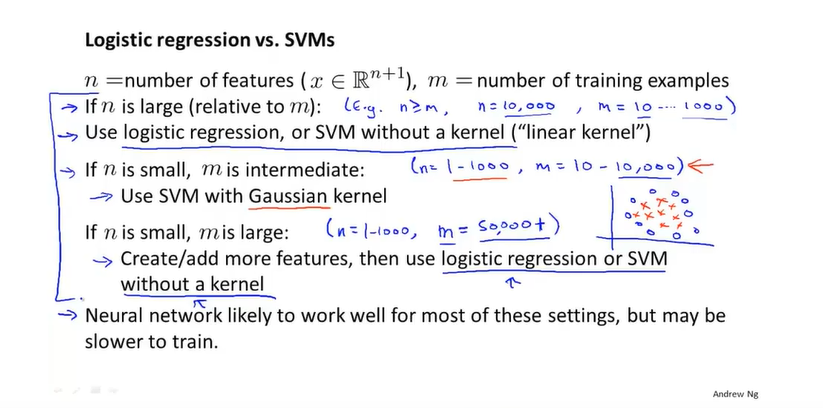 Logistic regression vs. SVMs
n =number of features ( x ∈ ℝⁿ⁺¹), m = number of training examples
→ If n is large (relative to m): (E.g. n ≥ m, n = 10,000 , m = 10 ... 1000)
→ Use logistic regression, or SVM without a kernel (“linear kernel”)
→ If n is small, m is intermediate: (n = 1-1000, m = 10 - 10,000) ←
→ Use SVM with Gaussian kernel
If n is small, m is large: (n = 1-1000, m = 50,000+)
→ Create/add more features, then use logistic regression or SVM
without a kernel
→ Neural network likely to work well for most of these settings, but may be
slower to train.
Andrew Ng